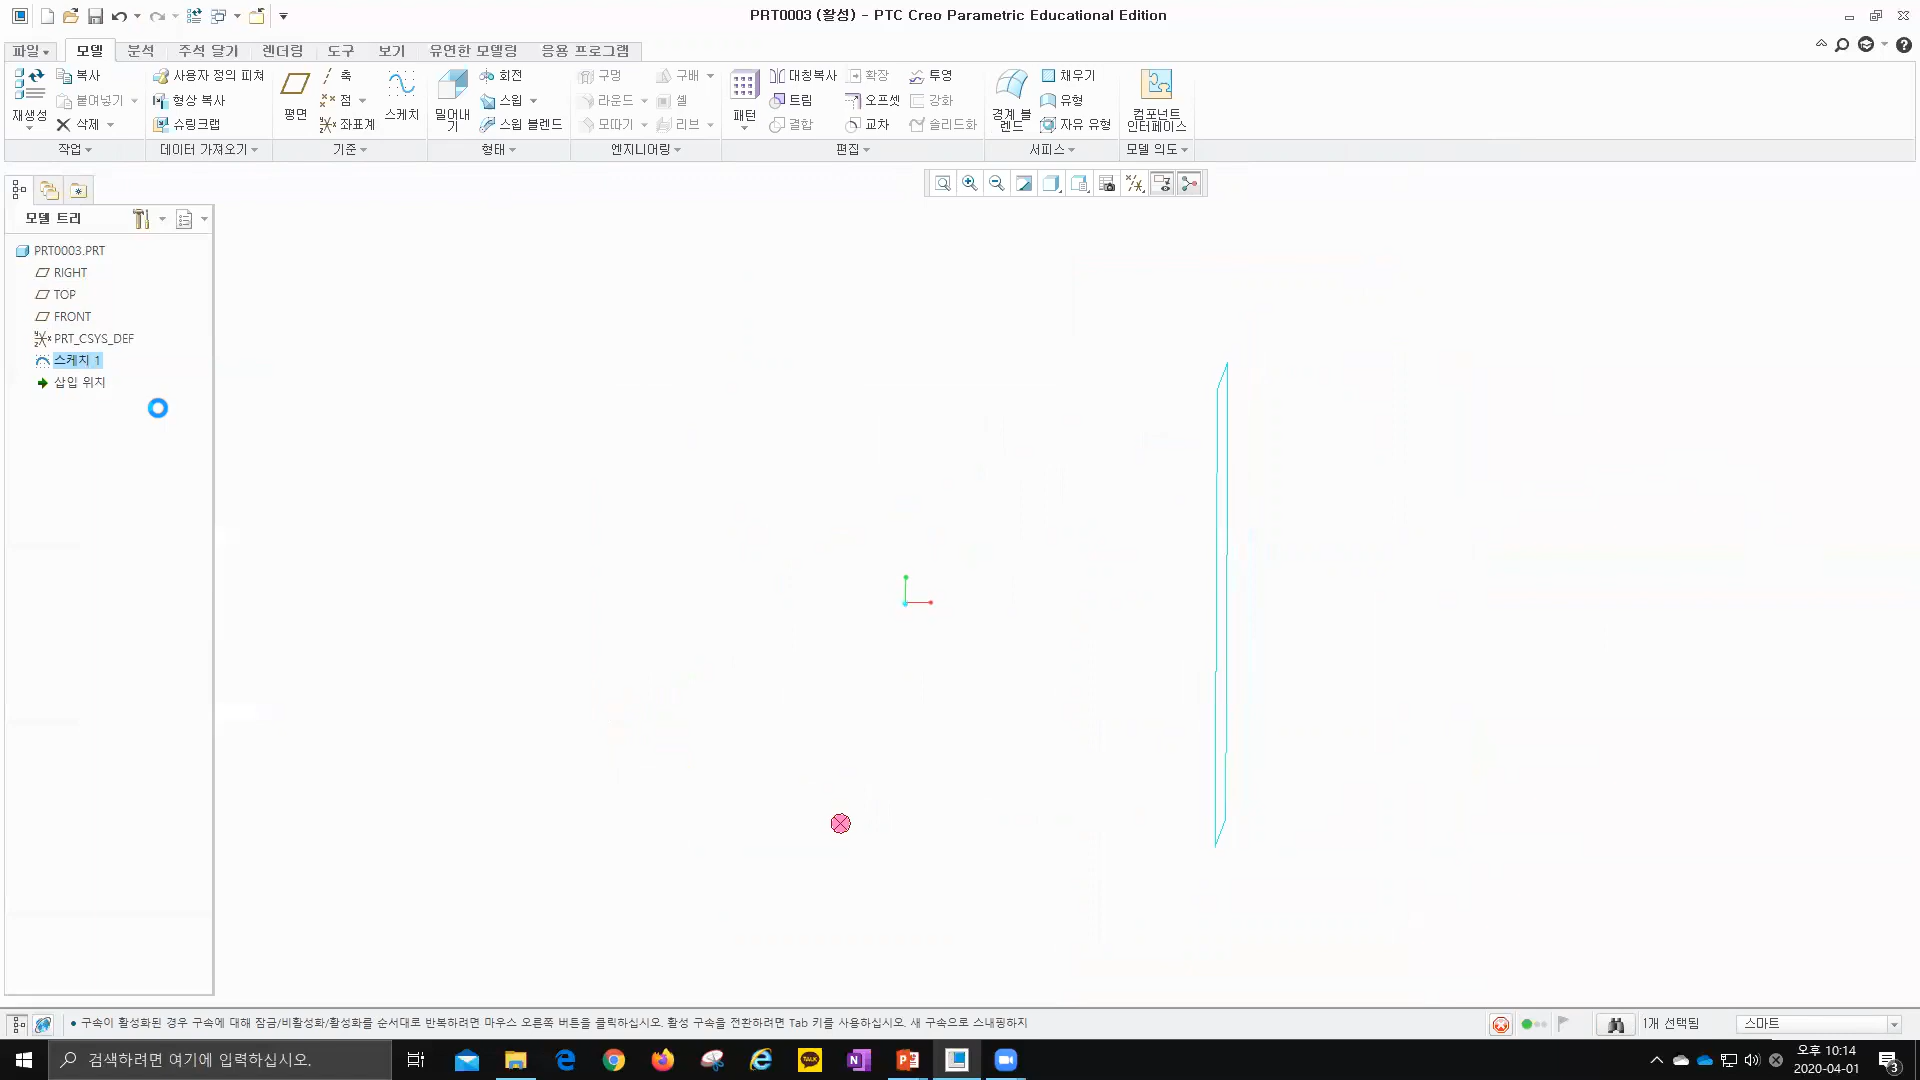 PRT0003 (활성) - PTC Creo Parametric Educational Edition
파일 모델 분석 주석 달기 렌더링 도구 보기 유연한 모델링 응용 프로그램
재생성
복사
붙여넣기
삭제
작업
사용자 정의 피쳐
형상 복사
슈링크랩
데이터 가져오기
평면
축
점
좌표계
스케치
기준
밀어내
기
회전
스윕
스윕 블렌드
형태
구멍
라운드
모따기
구배
셸
리브
엔지니어링
패턴
대칭복사
트림
결합
확장
오프셋
교차
투영
강화
솔리드화
편집
경계 블
렌드
채우기
유형
자유 유형
서피스
컴포넌트
인터페이스
모델 의도
모델 트리
PRT0003.PRT
RIGHT
TOP
FRONT
PRT_CSYS_DEF
스케치 1
삽입 위치
구속이 활성화된 경우 구속에 대해 잠금/비활성화/활성화를 순서대로 반복하려면 마우스 오른쪽 버튼을 클릭하십시오. 활성 구속을 전환하려면 Tab 키를 사용하십시오. 새 구속으로 스내핑하지
1개 선택됨
스마트
검색하려면 여기에 입력하십시오.
TALK
오후 10:14
2020-04-01
3